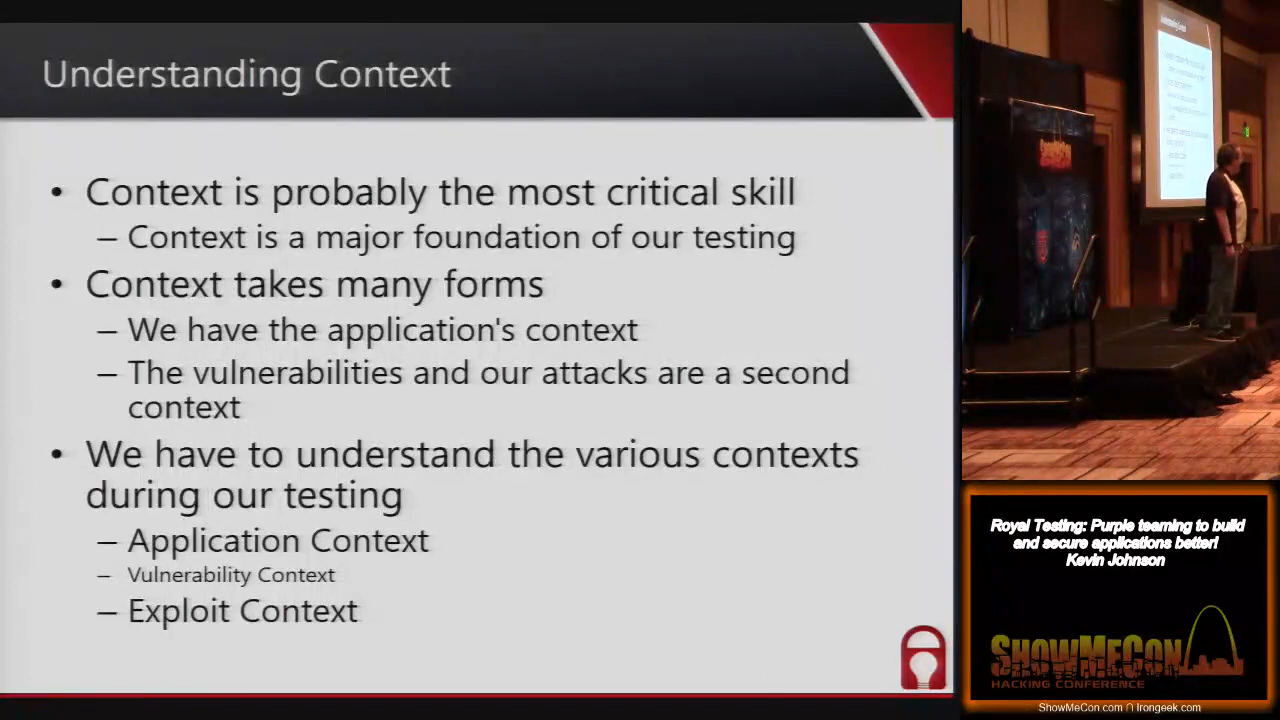 Understanding Context
• Context is probably the most critical skill
– Context is a major foundation of our testing
• Context takes many forms
– We have the application's context
– The vulnerabilities and our attacks are a second
context
• We have to understand the various contexts
during our testing
– Application Context
– Vulnerability Context
– Exploit Context
ShowMeCon
Royal Testing: Purple teaming to build
and secure applications better!
Kevin Johnson
ShowMeCon
HACKING CONFERENCE
ShowMeCon.com ∩ Irongeek.com